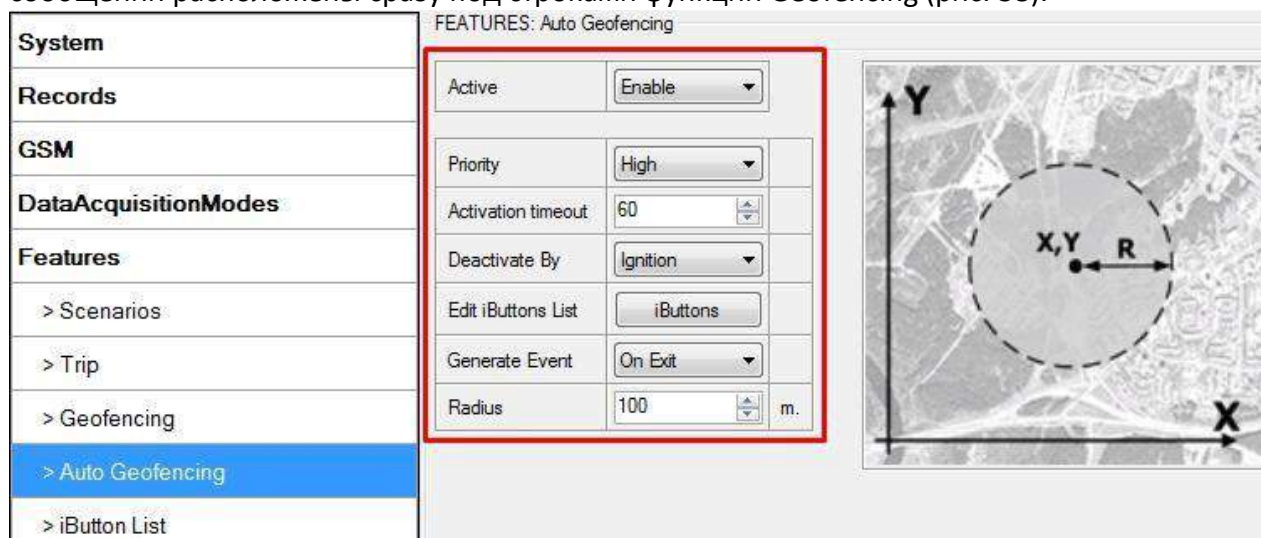 сообщений расположены сразу под строками функции Geofencing (рис. 
System
Records
GSM
DataAcquisitionModes
Features
> Scenarios
> Trip
> Geofencing
> Auto Geofencing
> iButton List
FEATURES: Auto Geofencing
Active Enable
Priority High
Activation timeout 60
Deactivate By Ignition
Edit iButtons List iButtons
Generate Event On Exit
Radius 100 m.
Y
X,Y R
X